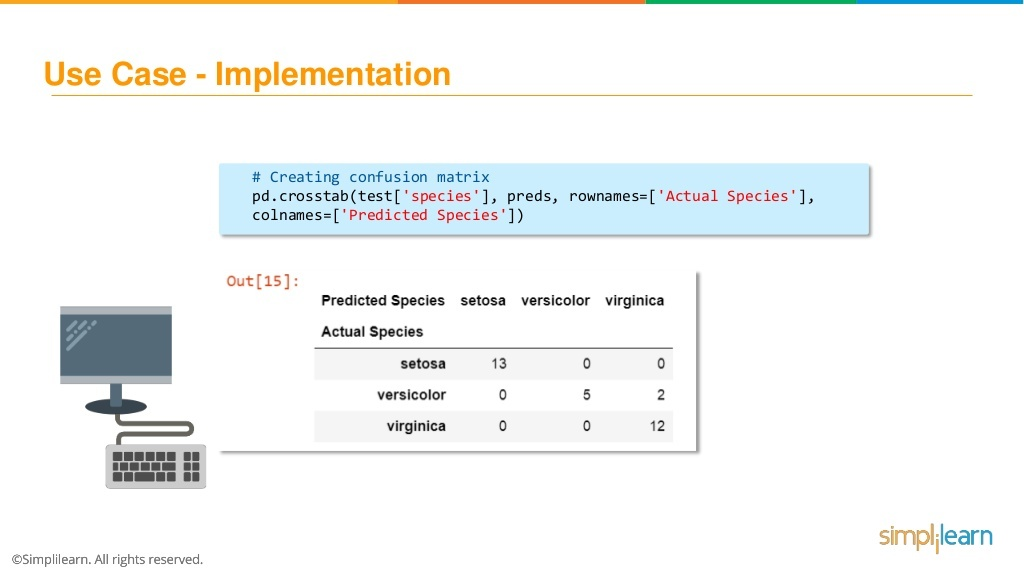 Use Case - Implementation
# Creating confusion matrix
pd.crosstab(test['species'], preds, rownames=['Actual Species'],
colnames=['Predicted Species'])
Out[15]:
Predicted Species setosa versicolor virginica
Actual Species
setosa 13 0 0
versicolor 0 5 2
virginica 0 0 12
©Simplilearn. All rights reserved.
simplilearn